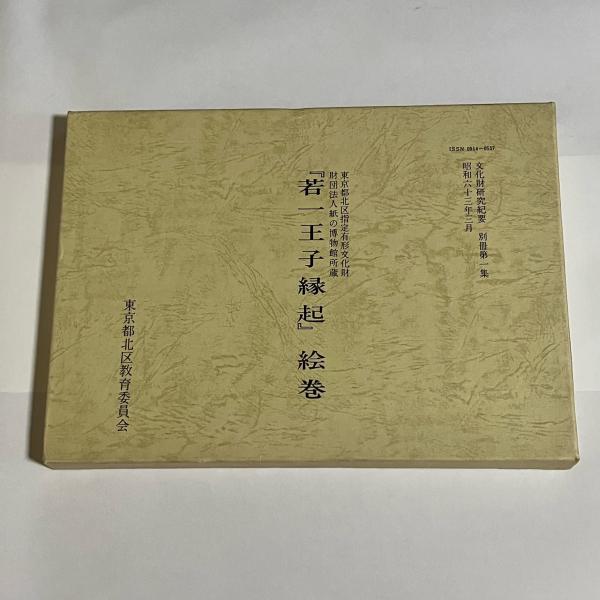 ISSN 0914-0557
文化財研究紀要 別冊第一集
昭和六十三年三月
東京都北区指定有形文化財
財団法人紙の博物館所蔵
『若一王子縁起』絵巻
東京都北区教育委員会